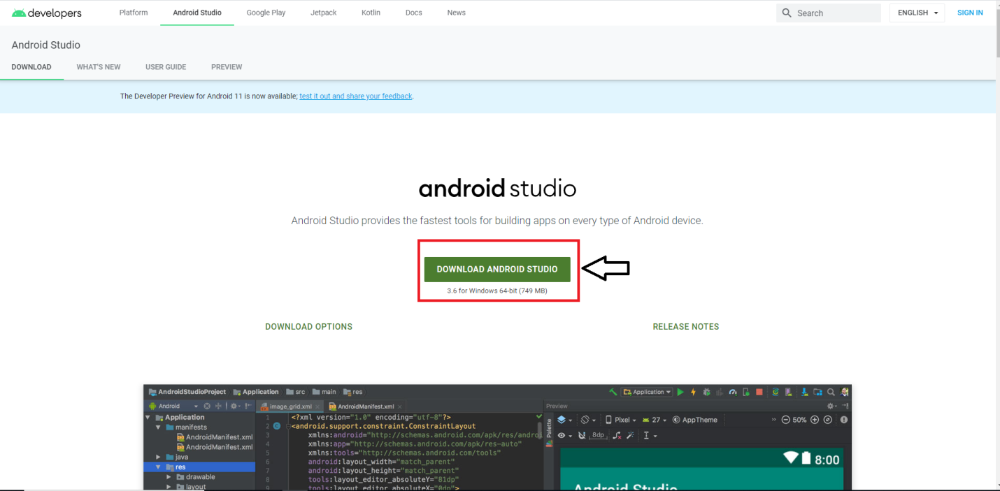 developers Platform Android Studio Google Play Jetpack Kotlin Docs News Search ENGLISH SIGN IN
Android Studio
DOWNLOAD WHAT'S NEW USER GUIDE PREVIEW
The Developer Preview for Android 11 is now available; test it out and share your feedback.
android studio
Android Studio provides the fastest tools for building apps on every type of Android device.
DOWNLOAD ANDROID STUDIO
3.6 for Windows 64-bit (749 MB)
DOWNLOAD OPTIONS RELEASE NOTES
AndroidStudioProject Application src main res Application
Android image_grid.xml AndroidManifest.xml Preview
Application
manifests
AndroidManifest.xml
AndroidManifest.xml
java
res
drawable
layout
1 <?xml version="1.0" encoding="utf-8"?>
2 <android.support.constraint.ConstraintLayout
3 xmlns:android="http://schemas.android.com/apk/res/androi
4 xmlns:app="http://schemas.android.com/apk/res-auto"
5 xmlns:tools="http://schemas.android.com/tools"
6 android:layout_width="match_parent"
7 android:layout_height="match_parent"
8 tools:layout_editor_absoluteY="81dp"
9 tools:layout_editor_absoluteX="0dp">
Palette
Pixel 27 AppTheme 50%
8dp
8:00
Android Studio